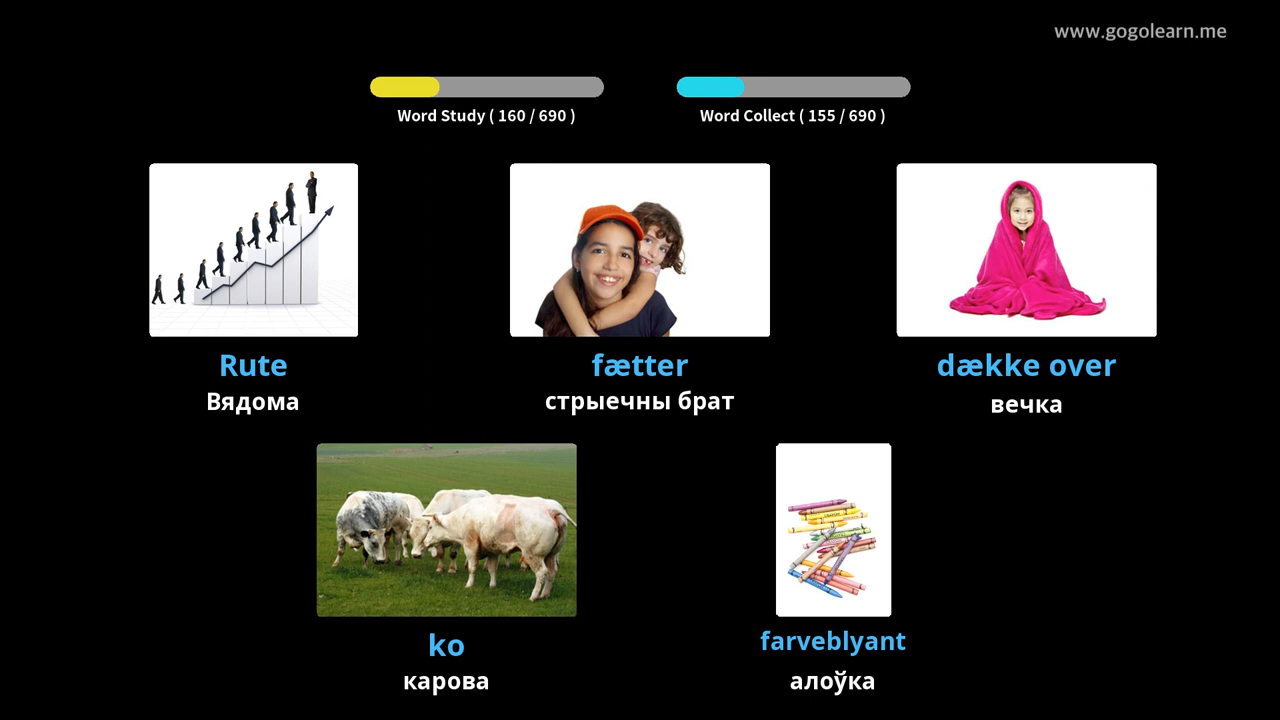 www.gogolearn.me
Word Study ( 160 / 690 )
Word Collect ( 155 / 690 )
Rute
Вядома
fætter
стрыечны брат
dække over
вечка
ko
карова
farveblyant
алоўка